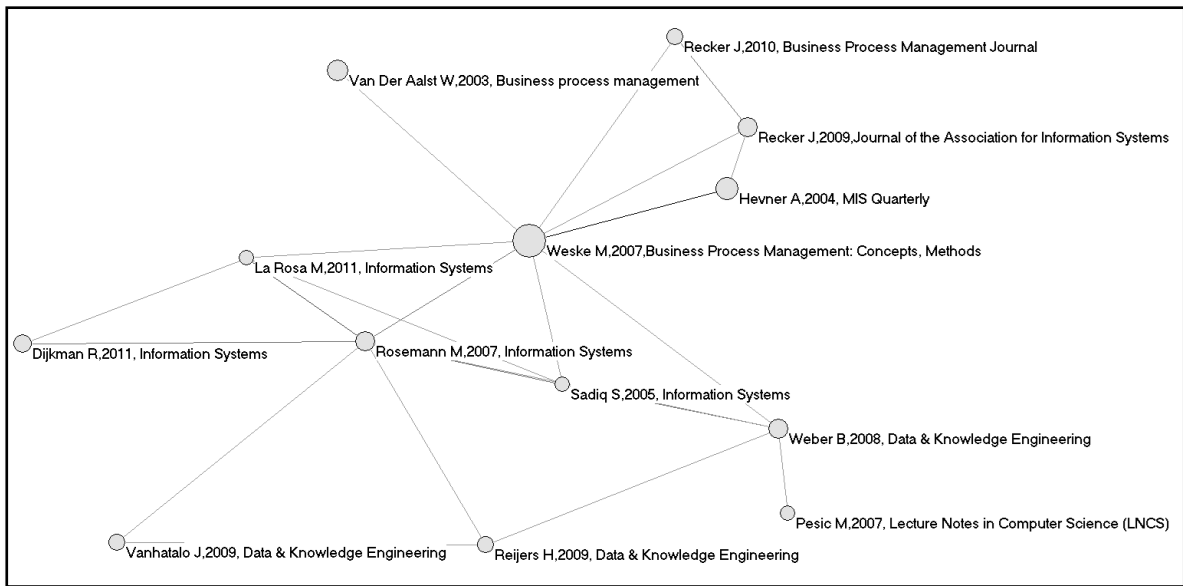 Recker J,2010, Business Process Management Journal
Van Der Aalst W,2003, Business process management
Recker J,2009,Journal of the Association for Information Systems
Hevner A,2004, MIS Quarterly
Weske M,2007,Business Process Management: Concepts, Methods
La Rosa M,2011, Information Systems
Dijkman R,2011, Information Systems
Rosemann M,2007, Information Systems
Sadiq S,2005, Information Systems
Weber B,2008, Data & Knowledge Engineering
Pesic M,2007, Lecture Notes in Computer Science (LNCS)
Vanhatalo J,2009, Data & Knowledge Engineering
Reijers H,2009, Data & Knowledge Engineering